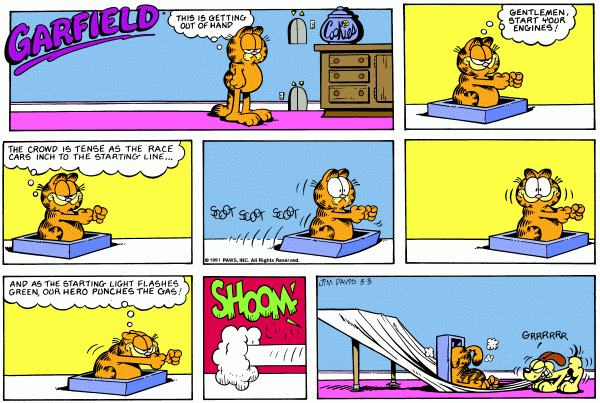 GARFIELD
THIS IS GETTING
OUT OF HAND
Cookies
GENTLEMEN,
START YOUR
ENGINES!
THE CROWD IS TENSE AS THE RACE
CARS INCH TO THE STARTING LINE...
SCOOT SCOOT SCOOT
© 1991 PAWS, INC. All Rights Reserved.
AND AS THE STARTING LIGHT FLASHES
GREEN, OUR HERO PUNCHES THE GAS!
SHOOM!
JIM DAVIS 3-3
GRRRRRR